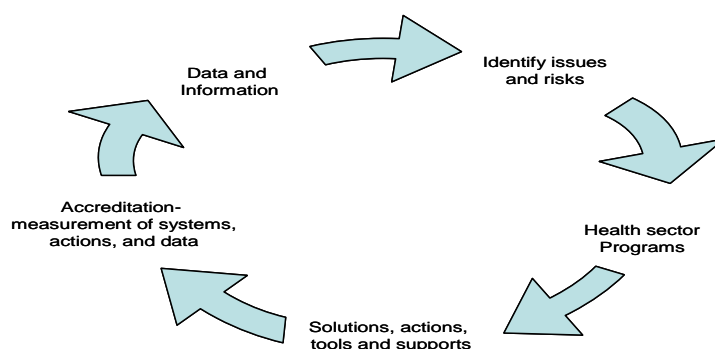 Data and
Information
Identify issues
and risks
Health sector
Programs
Solutions, actions,
tools and supports
Accreditation-
measurement of systems,
actions, and data